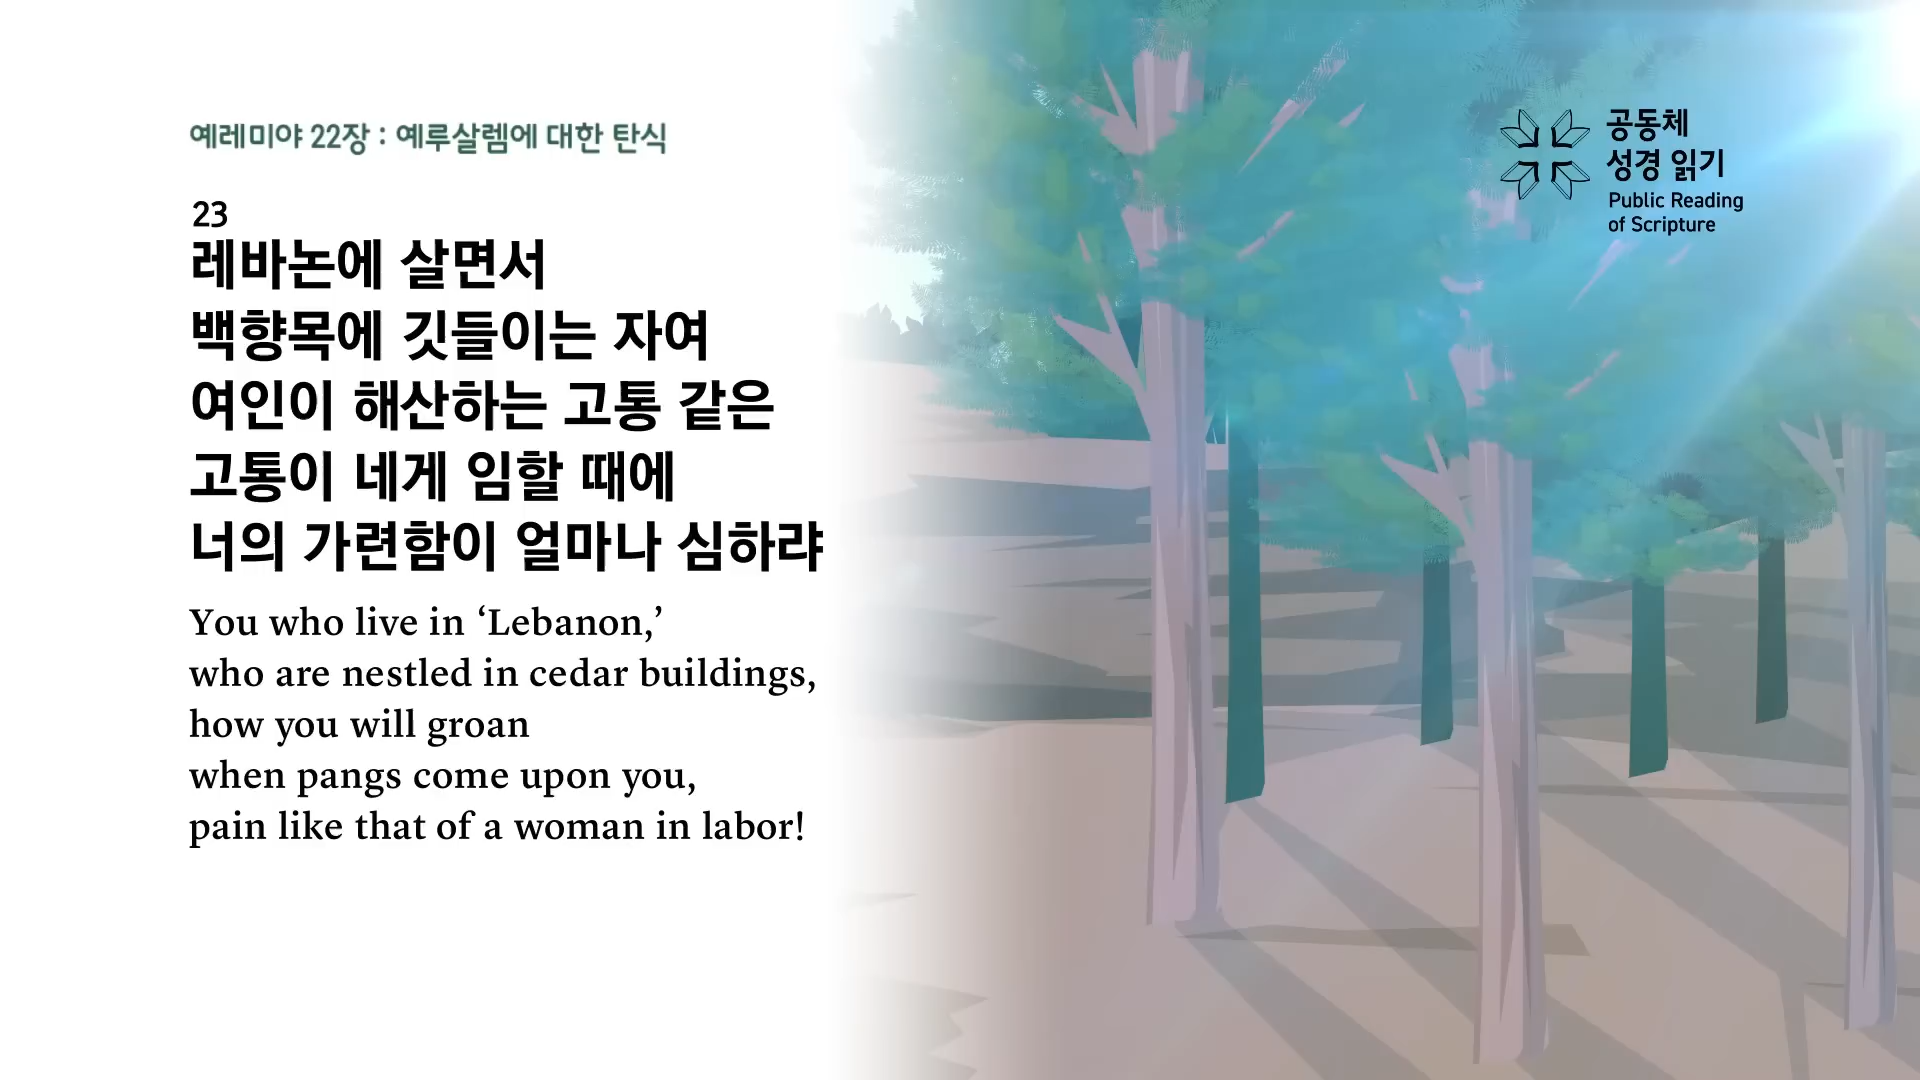 예레미야 22장 : 예루살렘에 대한 탄식
23
레바논에 살면서
백향목에 깃들이는 자여
여인이 해산하는 고통 같은
고통이 네게 임할 때에
너의 가련함이 얼마나 심하랴
You who live in ‘Lebanon,’
who are nestled in cedar buildings,
how you will groan
when pangs come upon you,
pain like that of a woman in labor!
공동체
성경 읽기
Public Reading
of Scripture